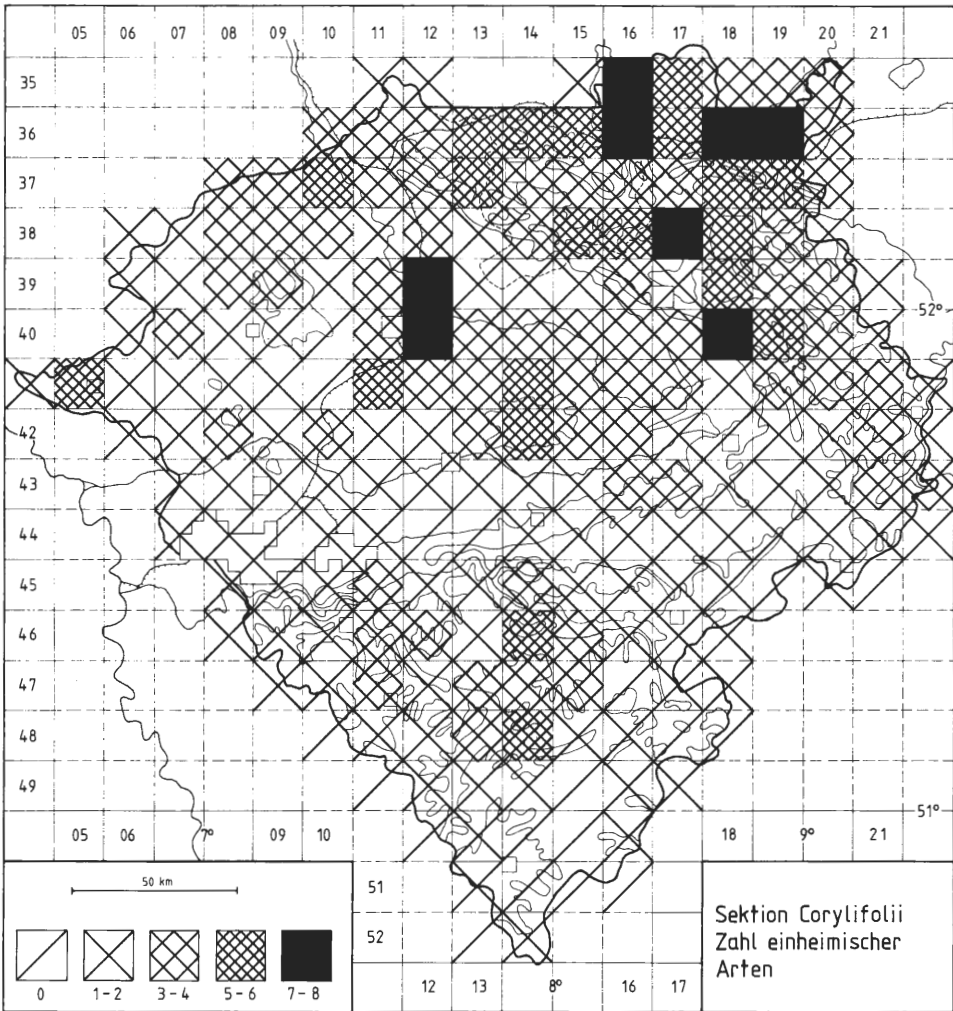 05 06 07 08 09 10 11 12 13 14 15 16 17 18 19 20 21
35
36
37
38
39
52°
40
42
43
44
45
46
47
48
49
51°
05 06 7° 09 10 18 9° 21
50 km
51
52
0 1-2 3-4 5-6 7-8
12 13 8° 16 17
Sektion Corylifolii
Zahl einheimischer
Arten